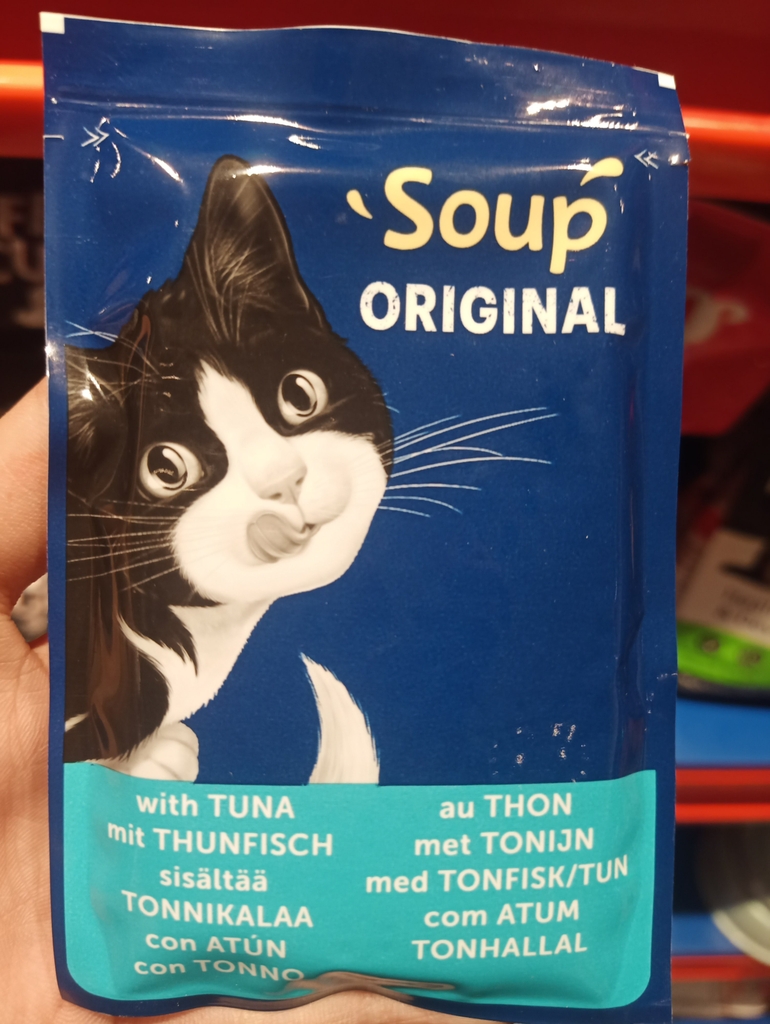 Soup
ORIGINAL
with TUNA
mit THUNFISCH
sisältää
TONNIKALAA
con ATÚN
con TONNO
au THON
met TONIJN
med TONFISK/TUN
com ATUM
TONHALLAL